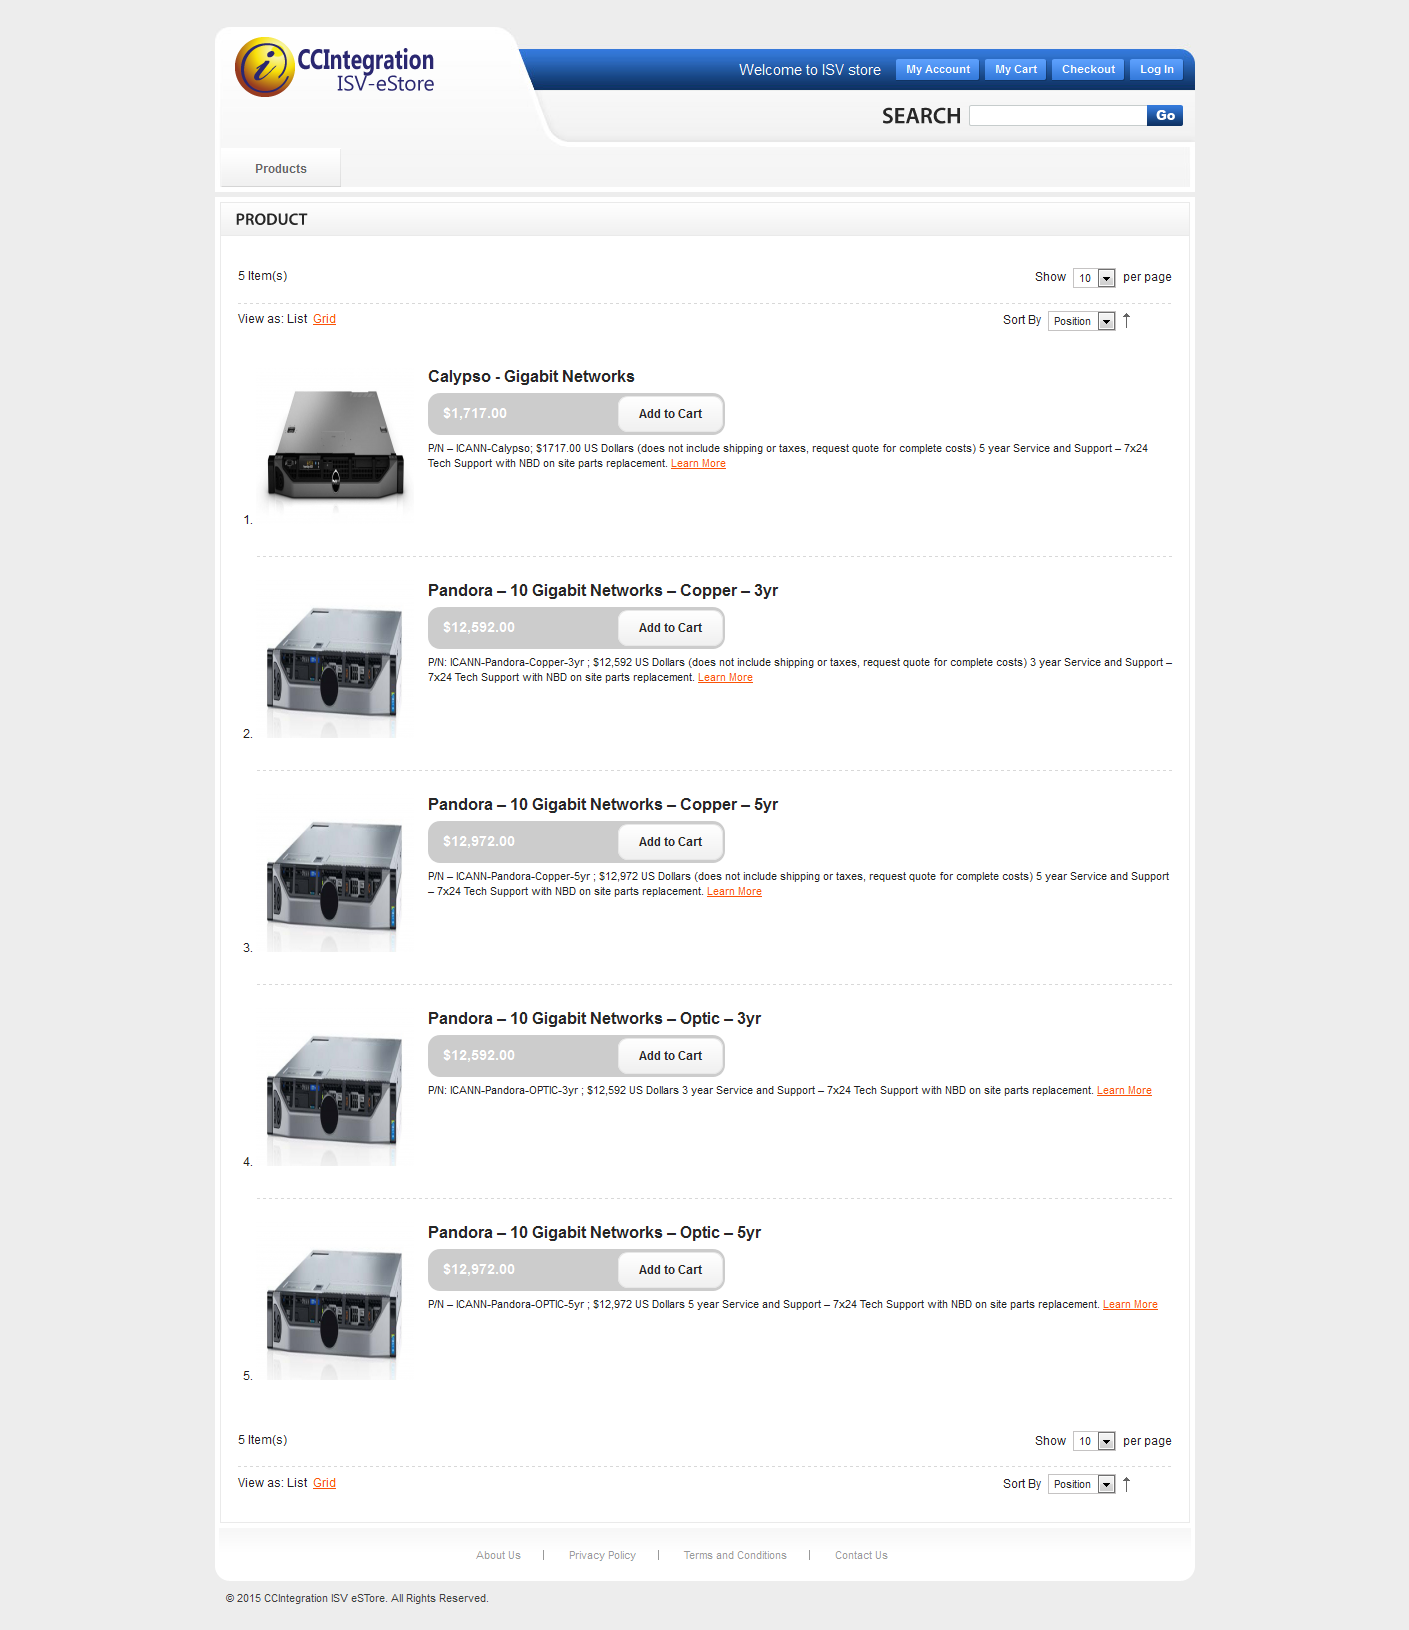 CCIntegration
ISV-eStore
Welcome to ISV store
My Account
My Cart
Checkout
Log In
SEARCH
Go
Products
PRODUCT
5 Item(s)
Show 10 per page
View as: List Grid
Sort By Position
Calypso - Gigabit Networks
$1,717.00
Add to Cart
P/N – ICANN-Calypso; $1717.00 US Dollars (does not include shipping or taxes, request quote for complete costs) 5 year Service and Support – 7x24
Tech Support with NBD on site parts replacement. Learn More
1.
Pandora – 10 Gigabit Networks – Copper – 3yr
$12,592.00
Add to Cart
P/N: ICANN-Pandora-Copper-3yr ; $12,592 US Dollars (does not include shipping or taxes, request quote for complete costs) 3 year Service and Support –
7x24 Tech Support with NBD on site parts replacement. Learn More
2.
Pandora – 10 Gigabit Networks – Copper – 5yr
$12,972.00
Add to Cart
P/N – ICANN-Pandora-Copper-5yr ; $12,972 US Dollars (does not include shipping or taxes, request quote for complete costs) 5 year Service and Support
– 7x24 Tech Support with NBD on site parts replacement. Learn More
3.
Pandora – 10 Gigabit Networks – Optic – 3yr
$12,592.00
Add to Cart
P/N: ICANN-Pandora-OPTIC-3yr ; $12,592 US Dollars 3 year Service and Support – 7x24 Tech Support with NBD on site parts replacement. Learn More
4.
Pandora – 10 Gigabit Networks – Optic – 5yr
$12,972.00
Add to Cart
P/N – ICANN-Pandora-OPTIC-5yr ; $12,972 US Dollars 5 year Service and Support – 7x24 Tech Support with NBD on site parts replacement. Learn More
5.
5 Item(s)
Show 10 per page
View as: List Grid
Sort By Position
About Us | Privacy Policy | Terms and Conditions | Contact Us
© 2015 CCIntegration ISV eSTore. All Rights Reserved.